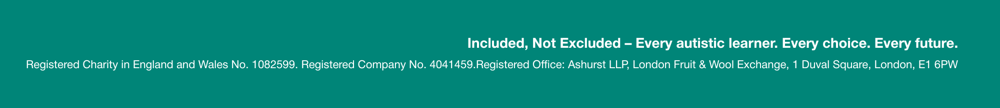 Included, Not Excluded – Every autistic learner. Every choice. Every future.
Registered Charity in England and Wales No. 1082599. Registered Company No. 4041459.Registered Office: Ashurst LLP, London Fruit & Wool Exchange, 1 Duval Square, London, E1 6PW